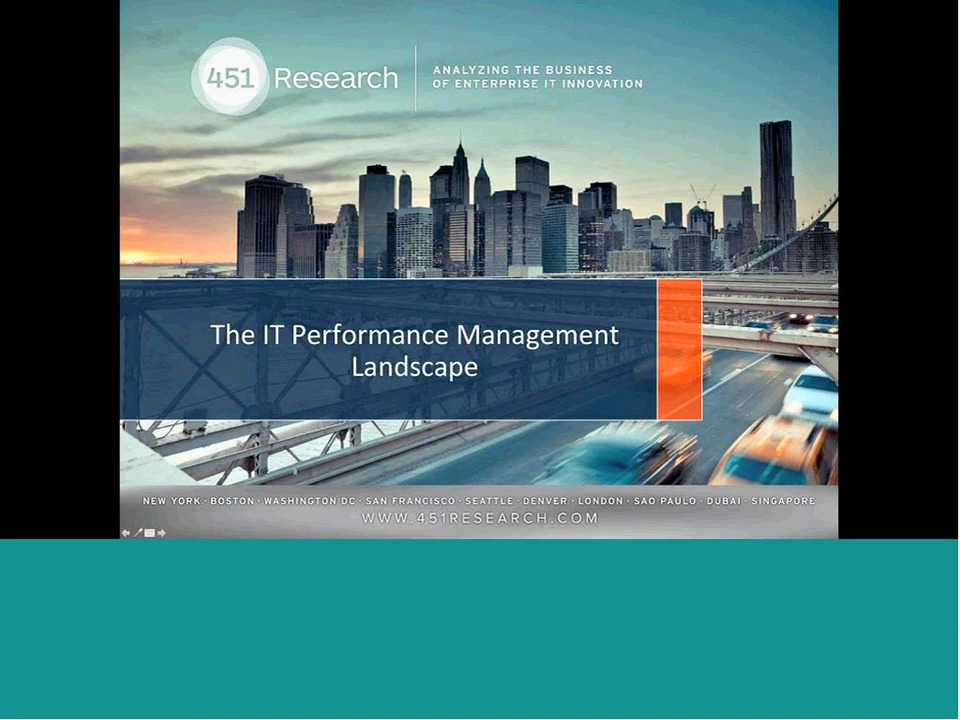 451 Research
ANALYZING THE BUSINESS
OF ENTERPRISE IT INNOVATION
The IT Performance Management
Landscape
NEW YORK · BOSTON · WASHINGTON DC · SAN FRANCISCO · SEATTLE · DENVER · LONDON · SAO PAULO · DUBAI · SINGAPORE
WWW.451RESEARCH.COM